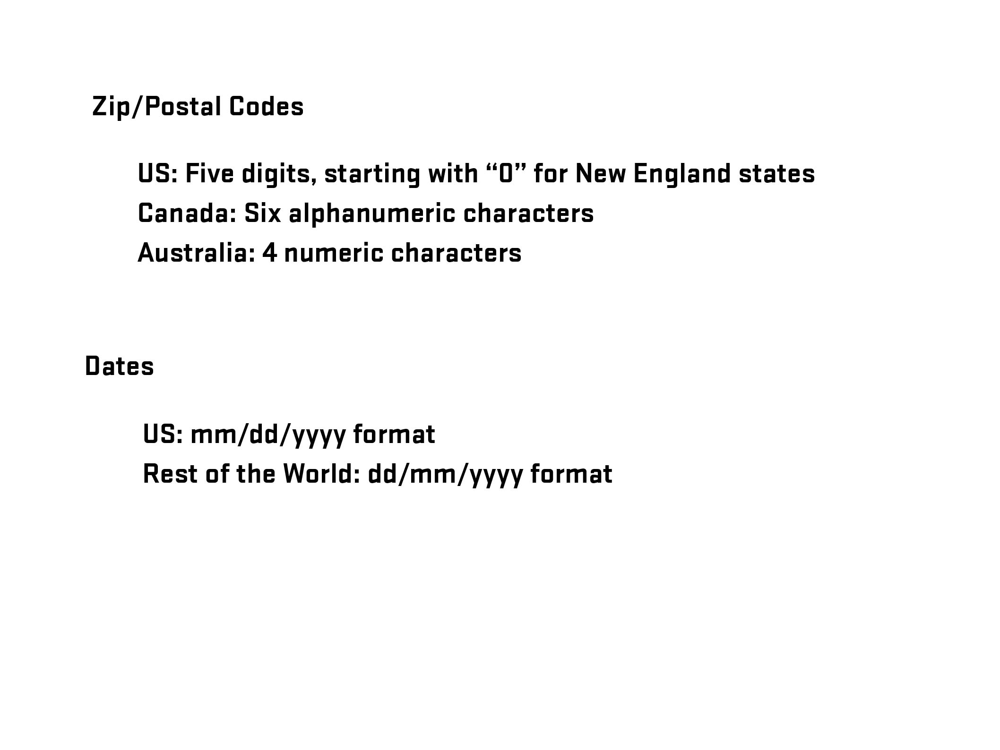 Zip/Postal Codes
US: Five digits, starting with “0” for New England states
Canada: Six alphanumeric characters
Australia: 4 numeric characters
Dates
US: mm/dd/yyyy format
Rest of the World: dd/mm/yyyy format